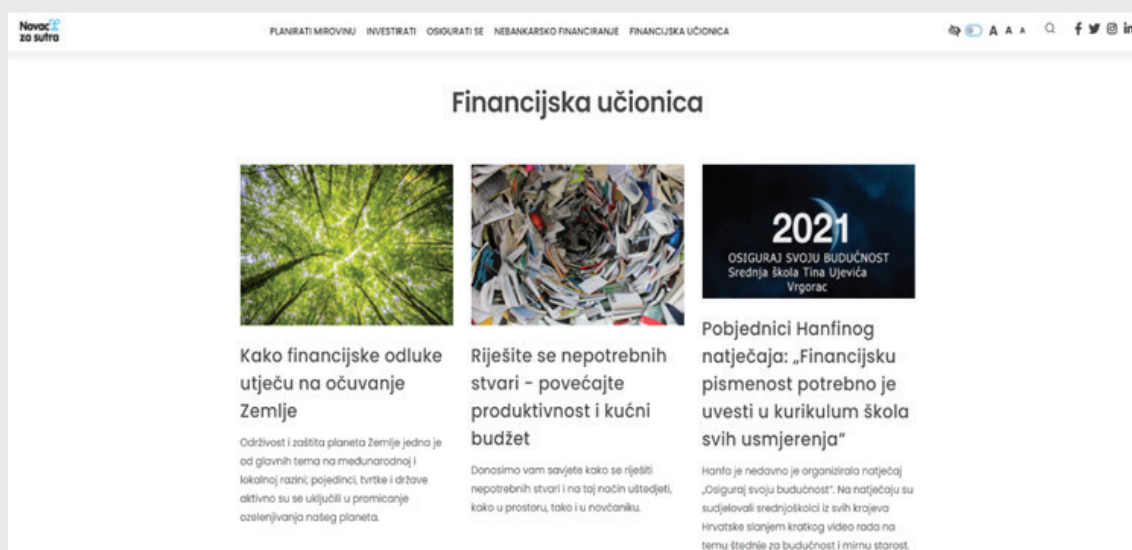 Novac
za sutra
PLANIRATI MIROVINU INVESTIRATI OSIGURATI SE NEBANKARSKO FINANCIRANJE FINANCIJSKA UČIONICA
A A A
Financijska učionica
2021
OSIGURAJ SVOJU BUDUĆNOST
Srednja škola Tina Ujevića
Vrgorac
Kako financijske odluke
utječu na očuvanje
Zemlje
Održivost i zaštita planeta Zemlje jedna je
od glavnih tema na međunarodnoj i
lokalnoj razini; pojedinci, tvrtke i države
aktivno su se uključili u promicanje
ozelenjivanja našeg planeta.
Riješite se nepotrebnih
stvari - povećajte
produktivnost i kućni
budžet
Donosimo vam savjete kako se riješiti
nepotrebnih stvari i na taj način uštedjeti,
kako u prostoru, tako i u novčaniku.
Pobjednici Hanfinog
natječaja: „Financijsku
pismenost potrebno je
uvesti u kurikulum škola
svih usmjerenja“
Hanfa je nedavno je organizirala natječaj
„Osiguraj svoju budućnost“. Na natječaju su
sudjelovali srednjoškolci iz svih krajeva
Hrvatske slanjem kratkog video rada na
temu štednje za budućnost i mirnu starost.